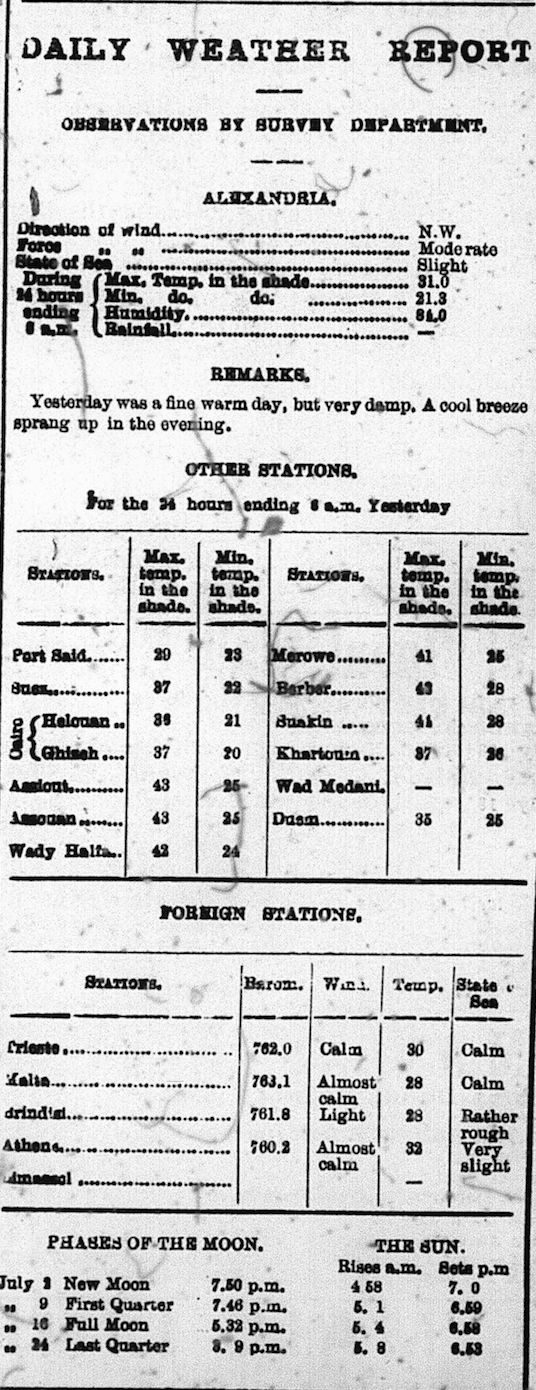 DAILY WEATHER REPORT
OBSERVATIONS BY SURVEY DEPARTMENT.
ALEXANDRIA.
Direction of wind........ N.W.
Force „ „ ........ Moderate
State of Sea ........ Slight
During 24 hours ending 8 a.m.
Max. Temp. in the shade........ 31.0
Min. do. do. ........ 21.3
Humidity........ 84.0
Rainfall........ —
REMARKS.
Yesterday was a fine warm day, but very damp. A cool breeze
sprang up in the evening.
OTHER STATIONS.
For the 24 hours ending 8 a.m. Yesterday
STATIONS. Max. temp. in the shade. Min. temp. in the shade. STATIONS. Max. temp. in the shade. Min. temp. in the shade.
Port Said....... 29 23 Merowe......... 41 25
Suez............ 37 22 Berber.......... 43 28
Cairo
Helouan .. 36 21 Suakin ..... 44 28
Ghizeh .... 37 20 Khartoum .... 37 26
Assiout......... 43 25 Wad Medani. — —
Assouan ....... 43 25 Duem........... 35 25
Wady Halfa.. 42 24
FOREIGN STATIONS.
STATIONS. Barom. Wind. Temp. State Sea
Trieste........ 762.0 Calm 30 Calm
Malta........ 763.1 Almost calm 28 Calm
Brindisi........ 761.8 Light 28 Rather rough
Athens........ 760.2 Almost calm 32 Very slight
Limassol ........ —
PHASES OF THE MOON. THE SUN.
Rises a.m. Sets p.m
July 2 New Moon 7.50 p.m. 4 58 7. 0
„ 9 First Quarter 7.46 p.m. 5. 1 6.59
„ 16 Full Moon 5.32 p.m. 5. 4 6.58
„ 24 Last Quarter 3. 9 p.m. 5. 8 6.53